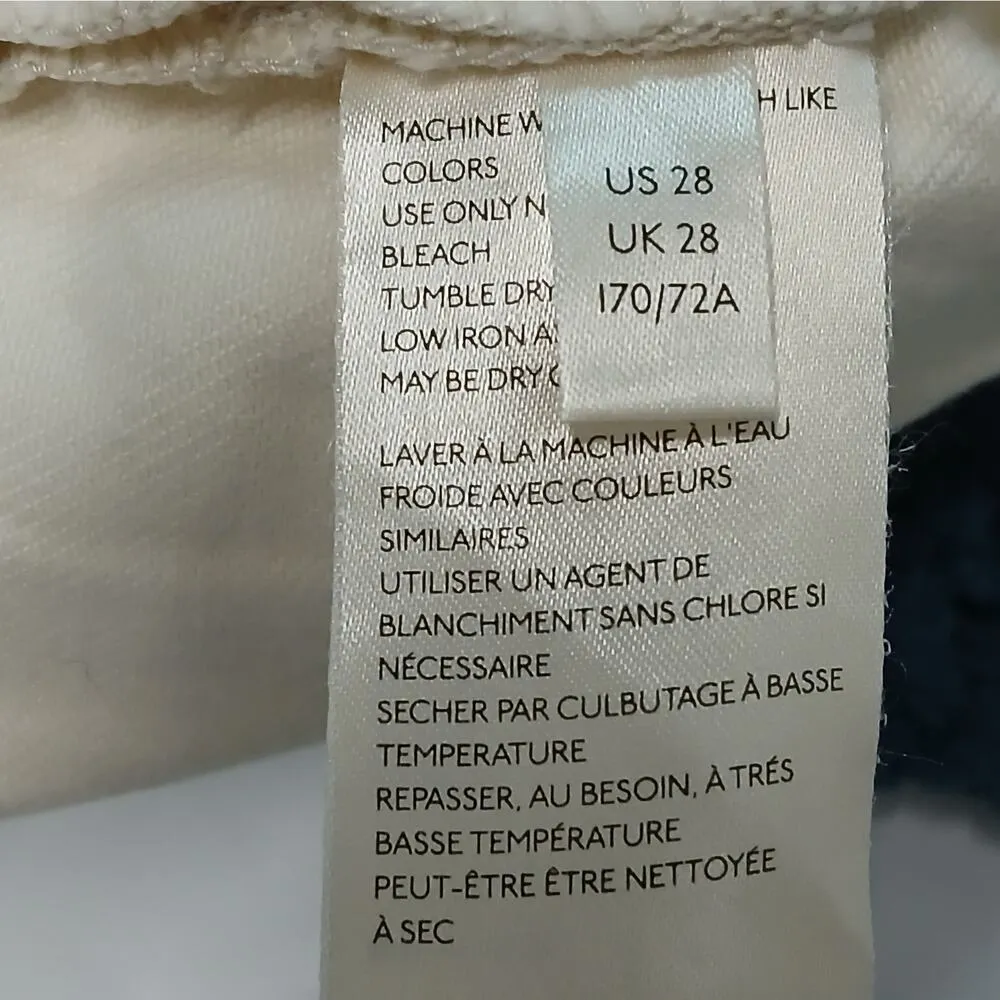 MACHINE W
H LIKE
COLORS
USE ONLY N
BLEACH
TUMBLE DRY
LOW IRON A
MAY BE DRY
US 28
UK 28
170/72A
LAVER À LA MACHINE À L'EAU
FROIDE AVEC COULEURS
SIMILAIRES
UTILISER UN AGENT DE
BLANCHIMENT SANS CHLORE SI
NÉCESSAIRE
SECHER PAR CULBUTAGE À BASSE
TEMPERATURE
REPASSER, AU BESOIN, À TRÉS
BASSE TEMPÉRATURE
PEUT-ÊTRE ÊTRE NETTOYÉE
À SEC